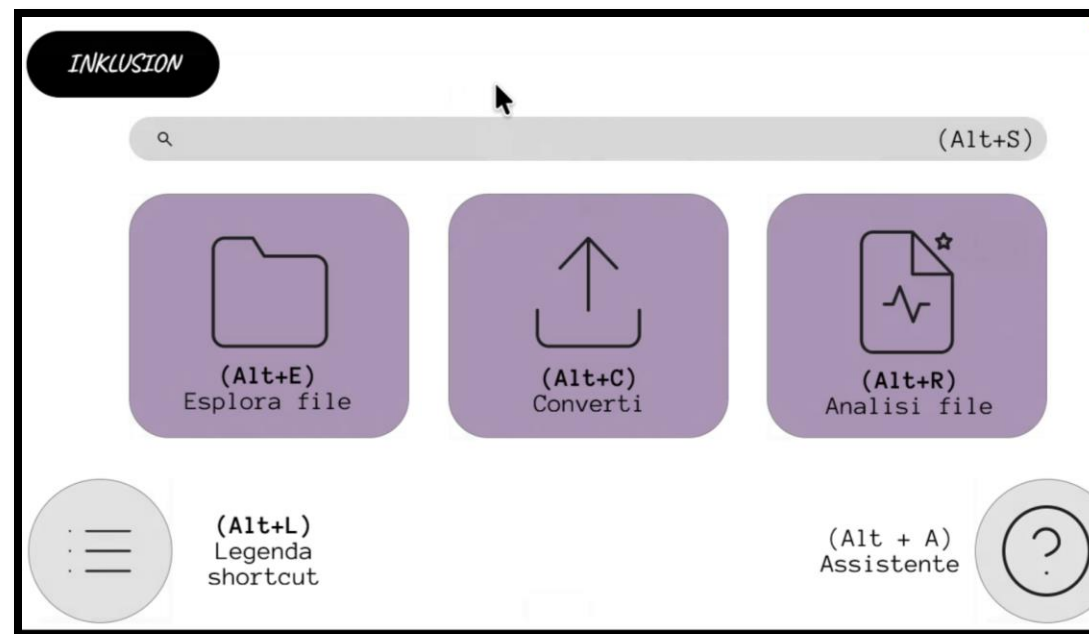 INKLUSION
(Alt+S)
(Alt+E)
Esplora file
(Alt+C)
Converti
(Alt+R)
Analisi file
(Alt+L)
Legenda
shortcut
(Alt + A)
Assistente